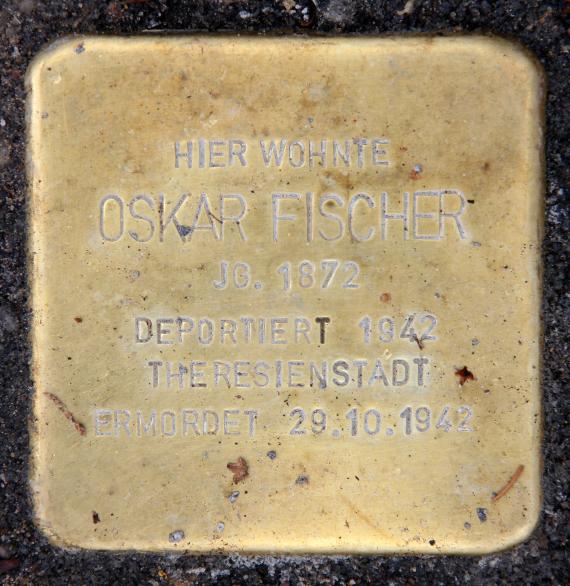 HIER WOHNTE
OSKAR FISCHER
JG. 1872
DEPORTIERT 1942
THERESIENSTADT
ERMORDET 29.10.1942